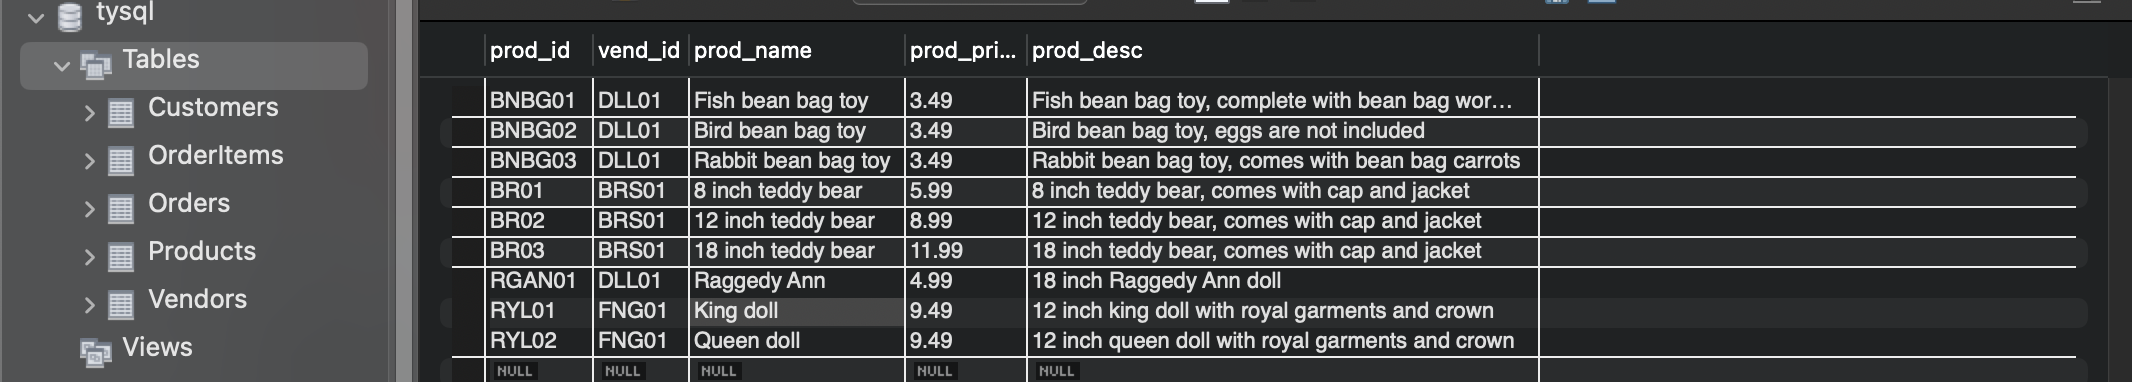 tysql
Tables
Customers
OrderItems
Orders
Products
Vendors
Views
prod_id vend_id prod_name prod_pri... prod_desc
BNBG01 DLL01 Fish bean bag toy 3.49 Fish bean bag toy, complete with bean bag wor...
BNBG02 DLL01 Bird bean bag toy 3.49 Bird bean bag toy, eggs are not included
BNBG03 DLL01 Rabbit bean bag toy 3.49 Rabbit bean bag toy, comes with bean bag carrots
BR01 BRS01 8 inch teddy bear 5.99 8 inch teddy bear, comes with cap and jacket
BR02 BRS01 12 inch teddy bear 8.99 12 inch teddy bear, comes with cap and jacket
BR03 BRS01 18 inch teddy bear 11.99 18 inch teddy bear, comes with cap and jacket
RGAN01 DLL01 Raggedy Ann 4.99 18 inch Raggedy Ann doll
RYL01 FNG01 King doll 9.49 12 inch king doll with royal garments and crown
RYL02 FNG01 Queen doll 9.49 12 inch queen doll with royal garments and crown
NULL NULL NULL NULL NULL